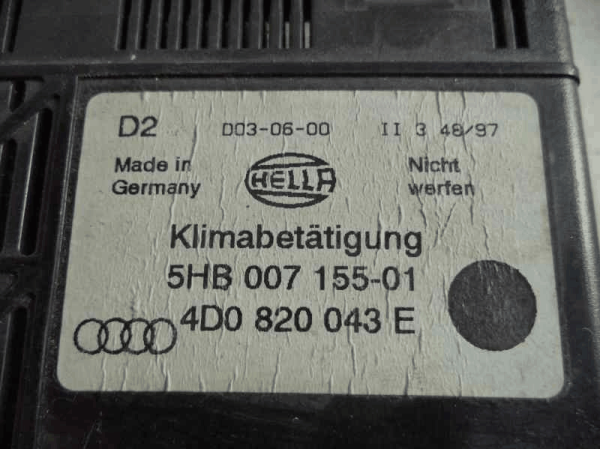 D2 D03-06-00 II 3 48/97
Made in Germany HELLA Nicht werfen
Klimabetätigung
5HB 007 155-01
4D0 820 043 E